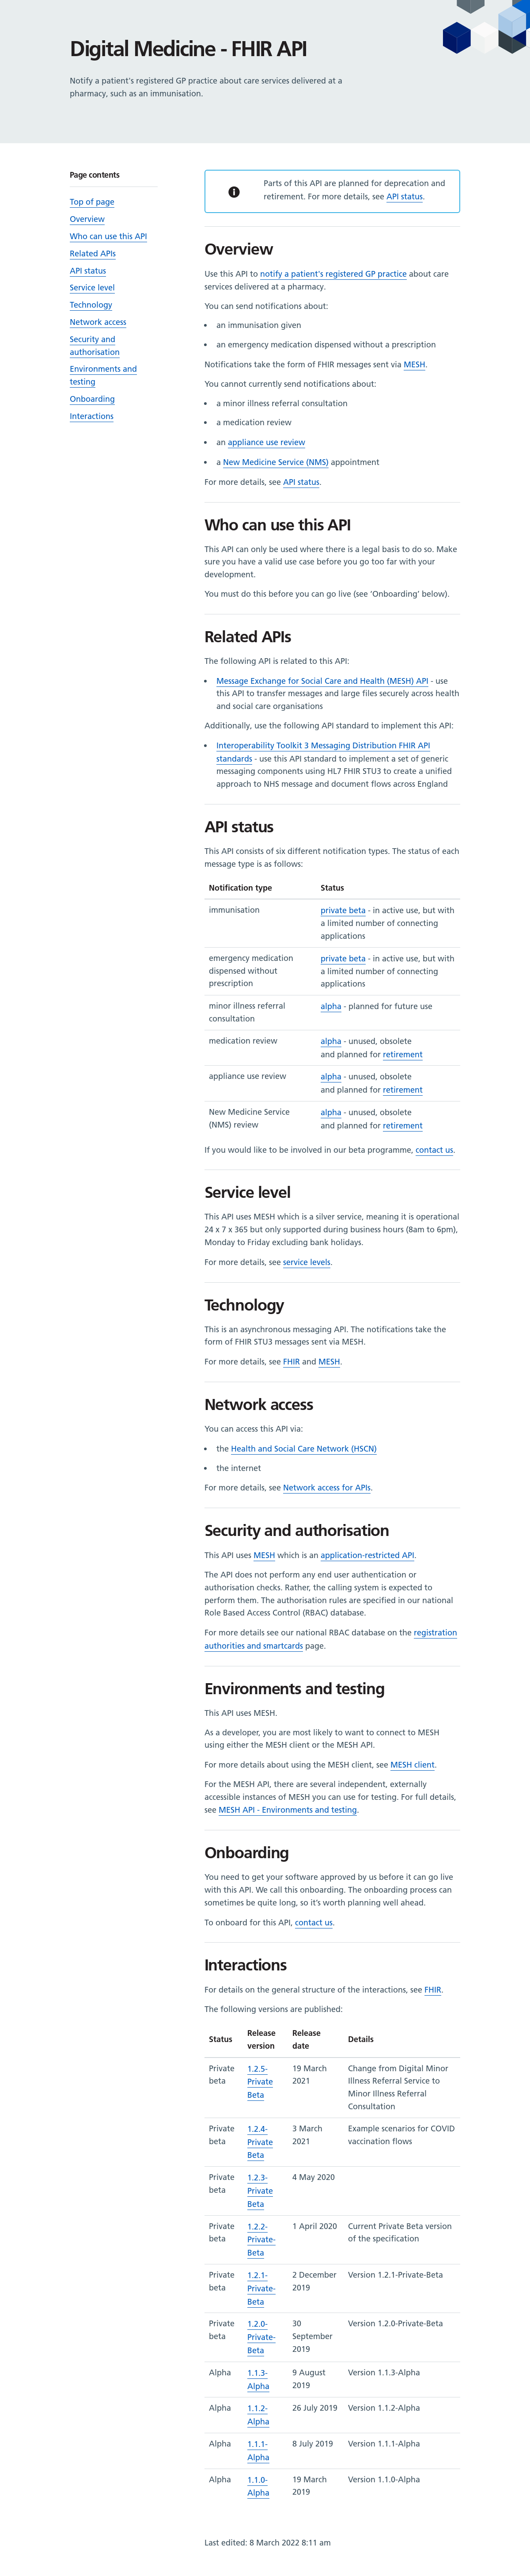 Digital Medicine - FHIR API
Notify a patient's registered GP practice about care services delivered at a
pharmacy, such as an immunisation.
Page contents
Top of page
Overview
Who can use this API
Related APIs
API status
Service level
Technology
Network access
Security and
authorisation
Environments and
testing
Onboarding
Interactions
Parts of this API are planned for deprecation and
retirement. For more details, see API status.
Overview
Use this API to notify a patient's registered GP practice about care
services delivered at a pharmacy.
You can send notifications about:
• an immunisation given
• an emergency medication dispensed without a prescription
Notifications take the form of FHIR messages sent via MESH.
You cannot currently send notifications about:
• a minor illness referral consultation
• a medication review
• an appliance use review
• a New Medicine Service (NMS) appointment
For more details, see API status.
Who can use this API
This API can only be used where there is a legal basis to do so. Make
sure you have a valid use case before you go too far with your
development.
You must do this before you can go live (see 'Onboarding' below).
Related APIs
The following API is related to this API:
• Message Exchange for Social Care and Health (MESH) API - use
this API to transfer messages and large files securely across health
and social care organisations
Additionally, use the following API standard to implement this API:
• Interoperability Toolkit 3 Messaging Distribution FHIR API
standards - use this API standard to implement a set of generic
messaging components using HL7 FHIR STU3 to create a unified
approach to NHS message and document flows across England
API status
This API consists of six different notification types. The status of each
message type is as follows:
Notification type Status
immunisation private beta - in active use, but with
a limited number of connecting
applications
emergency medication private beta - in active use, but with
dispensed without a limited number of connecting
prescription applications
minor illness referral alpha - planned for future use
consultation
medication review alpha - unused, obsolete
and planned for retirement
appliance use review alpha - unused, obsolete
and planned for retirement
New Medicine Service alpha - unused, obsolete
(NMS) review and planned for retirement
If you would like to be involved in our beta programme, contact us.
Service level
This API uses MESH which is a silver service, meaning it is operational
24 x 7 x 365 but only supported during business hours (8am to 6pm),
Monday to Friday excluding bank holidays.
For more details, see service levels.
Technology
This is an asynchronous messaging API. The notifications take the
form of FHIR STU3 messages sent via MESH.
For more details, see FHIR and MESH.
Network access
You can access this API via:
• the Health and Social Care Network (HSCN)
• the internet
For more details, see Network access for APIs.
Security and authorisation
This API uses MESH which is an application-restricted API.
The API does not perform any end user authentication or
authorisation checks. Rather, the calling system is expected to
perform them. The authorisation rules are specified in our national
Role Based Access Control (RBAC) database.
For more details see our national RBAC database on the registration
authorities and smartcards page.
Environments and testing
This API uses MESH.
As a developer, you are most likely to want to connect to MESH
using either the MESH client or the MESH API.
For more details about using the MESH client, see MESH client.
For the MESH API, there are several independent, externally
accessible instances of MESH you can use for testing. For full details,
see MESH API - Environments and testing.
Onboarding
You need to get your software approved by us before it can go live
with this API. We call this onboarding. The onboarding process can
sometimes be quite long, so it's worth planning well ahead.
To onboard for this API, contact us.
Interactions
For details on the general structure of the interactions, see FHIR.
The following versions are published:
Status Release version Release date Details
Private beta 1.2.5-Private Beta 19 March 2021 Change from Digital Minor
Illness Referral Service to
Minor Illness Referral
Consultation
Private beta 1.2.4-Private Beta 3 March 2021 Example scenarios for COVID
vaccination flows
Private beta 1.2.3-Private Beta 4 May 2020
Private beta 1.2.2-Private-Beta 1 April 2020 Current Private Beta version
of the specification
Private beta 1.2.1-Private-Beta 2 December 2019 Version 1.2.1-Private-Beta
Private beta 1.2.0-Private-Beta 30 September 2019 Version 1.2.0-Private-Beta
Alpha 1.1.3-Alpha 9 August 2019 Version 1.1.3-Alpha
Alpha 1.1.2-Alpha 26 July 2019 Version 1.1.2-Alpha
Alpha 1.1.1-Alpha 8 July 2019 Version 1.1.1-Alpha
Alpha 1.1.0-Alpha 19 March 2019 Version 1.1.0-Alpha
Last edited: 8 March 2022 8:11 am